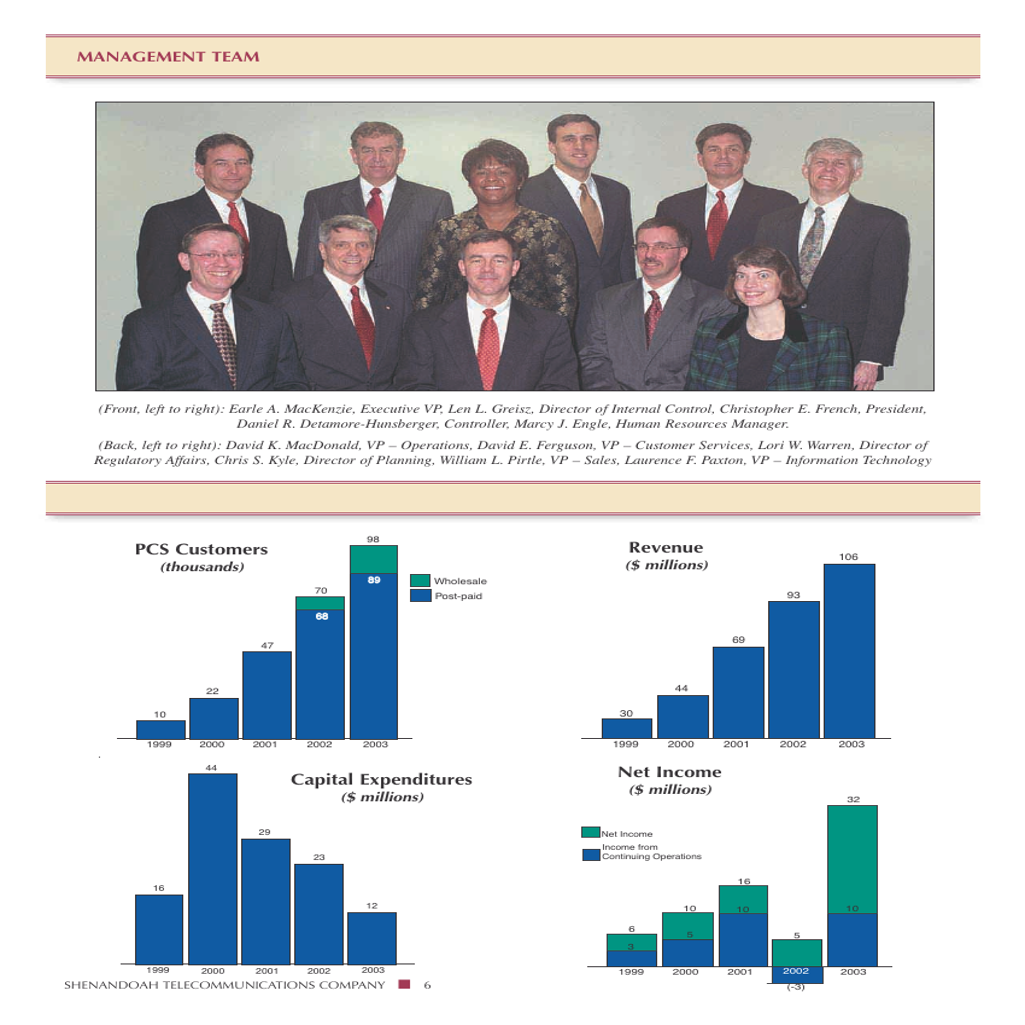 MANAGEMENT TEAM
(Front, left to right): Earle A. MacKenzie, Executive VP, Len L. Greisz, Director of Internal Control, Christopher E. French, President,
Daniel R. Detamore-Hunsberger, Controller, Marcy J. Engle, Human Resources Manager.
(Back, left to right): David K. MacDonald, VP – Operations, David E. Ferguson, VP – Customer Services, Lori W. Warren, Director of
Regulatory Affairs, Chris S. Kyle, Director of Planning, William L. Pirtle, VP – Sales, Laurence F. Paxton, VP – Information Technology
PCS Customers
(thousands)
98
89
Wholesale
Post-paid
70
68
47
22
10
1999 2000 2001 2002 2003
Revenue
($ millions)
106
93
69
44
30
1999 2000 2001 2002 2003
Capital Expenditures
($ millions)
44
29
23
16
12
1999 2000 2001 2002 2003
Net Income
($ millions)
32
Net Income
Income from
Continuing Operations
16
10 10 10
6 5 5
3
1999 2000 2001 2002 2003
(-3)
SHENANDOAH TELECOMMUNICATIONS COMPANY 6